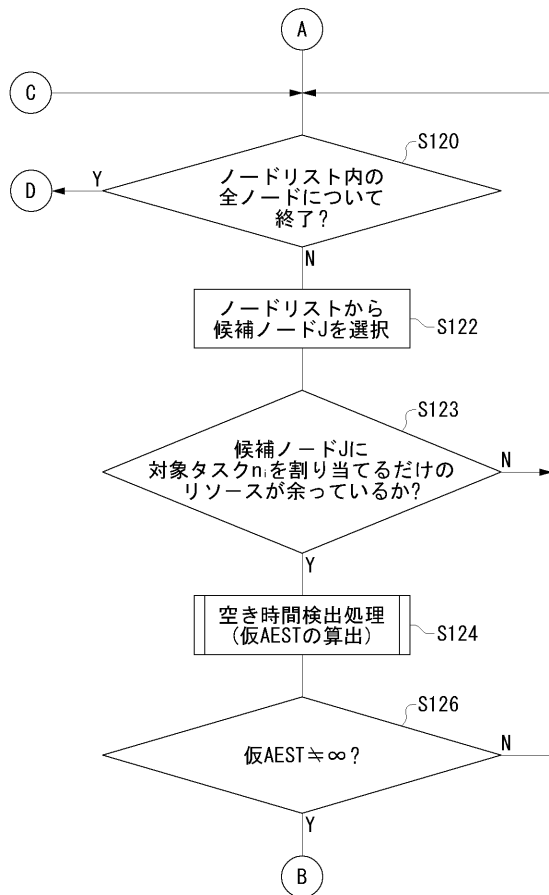 A
C
S120
D
Y
ノードリスト内の
全ノードについて
終了?
N
ノードリストから
候補ノードJを選択
S122
S123
候補ノードJに
対象タスクniを割り当てるだけの
リソースが余っているか?
N
Y
空き時間検出処理
(仮AESTの算出)
S124
S126
仮AEST≒∞?
N
Y
B